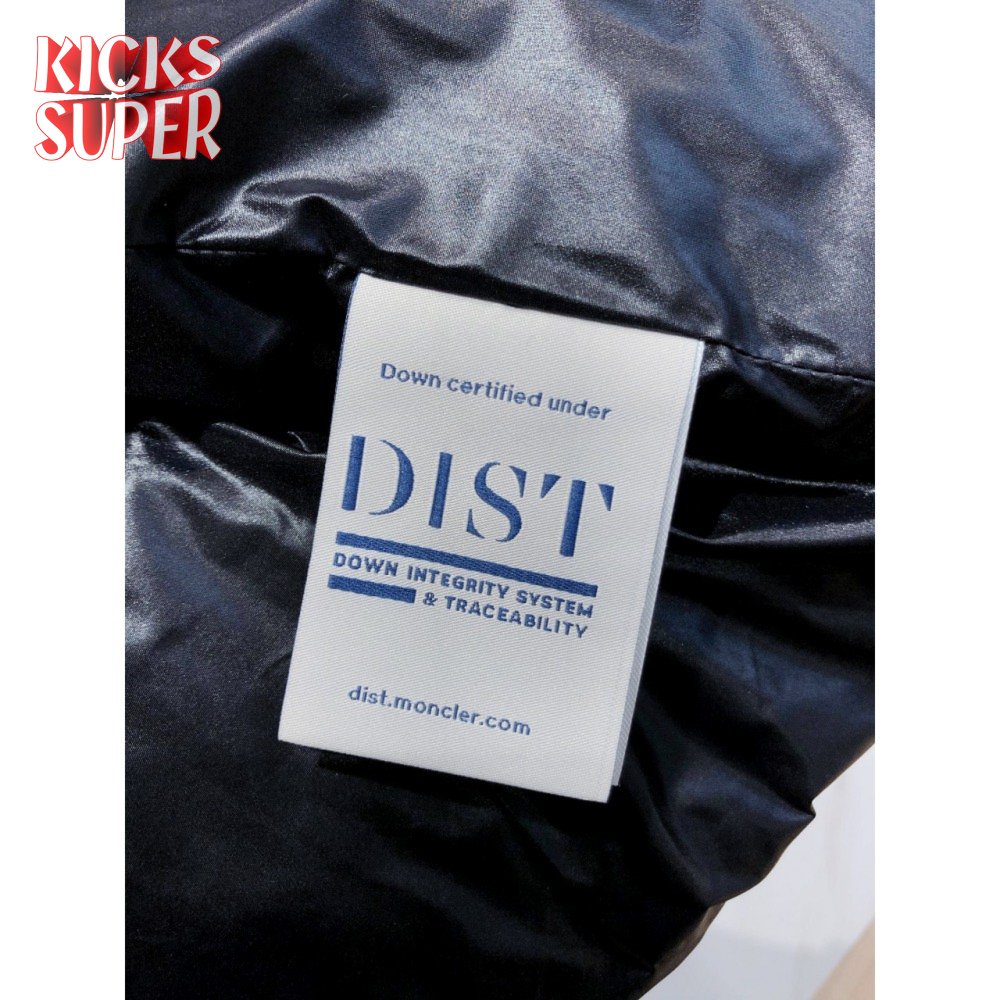 KICKS
SUPER
Down certified under
DIST
DOWN INTEGRITY SYSTEM
& TRACEABILITY
dist.moncler.com